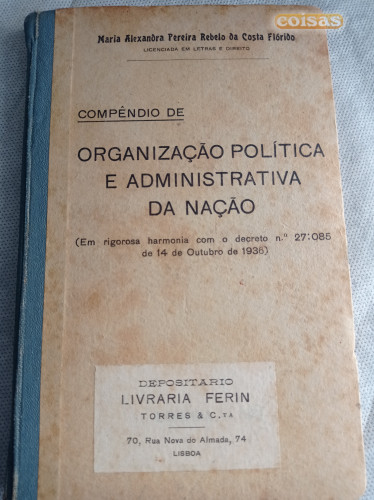 coisas
Maria Alexandra Pereira Rebelo da Costa Flórido
LICENCIADA EM LETRAS E DIREITO
COMPÊNDIO DE
ORGANIZAÇÃO POLÍTICA
E ADMINISTRATIVA
DA NAÇÃO
(Em rigorosa harmonia com o decreto n.º 27:085
de 14 de Outubro de 1936)
DEPOSITARIO
LIVRARIA FERIN
TORRES & C.TA
70, Rua Nova do Almada, 74
LISBOA